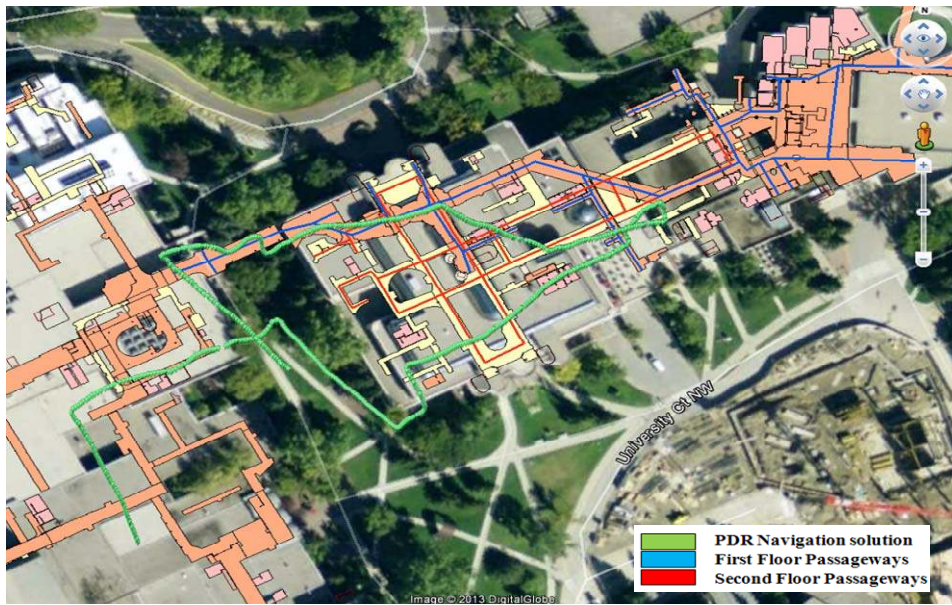 N
University Ct NW
PDR Navigation solution
First Floor Passageways
Second Floor Passageways
Image © 2013 DigitalGlobe